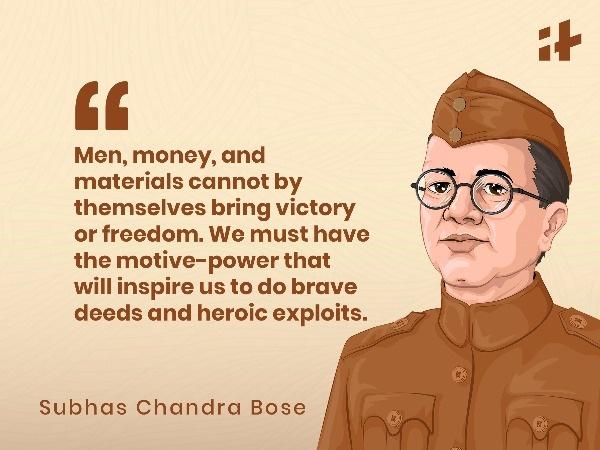 it
“
Men, money, and
materials cannot by
themselves bring victory
or freedom. We must have
the motive-power that
will inspire us to do brave
deeds and heroic exploits.
Subhas Chandra Bose